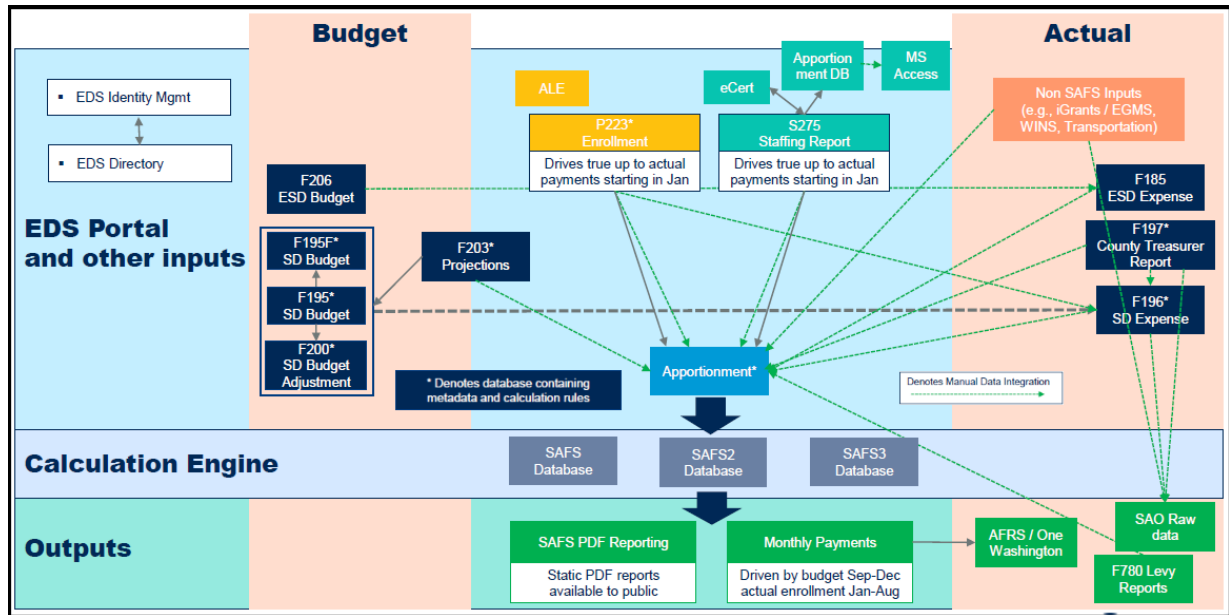 Budget
Actual
▪ EDS Identity Mgmt
▪ EDS Directory
EDS Portal
and other inputs
F206
ESD Budget
F195F*
SD Budget
F195*
SD Budget
F200*
SD Budget
Adjustment
F203*
Projections
ALE
P223*
Enrollment
Drives true up to actual
payments starting in Jan
eCert
Apportion
ment DB
MS
Access
S275
Staffing Report
Drives true up to actual
payments starting in Jan
Non SAFS Inputs
(e.g., iGrants / EGMS,
WINS, Transportation)
F185
ESD Expense
F197*
County Treasurer
Report
F196*
SD Expense
Apportionment*
* Denotes database containing
metadata and calculation rules
Denotes Manual Data Integration
Calculation Engine
SAFS
Database
SAFS2
Database
SAFS3
Database
Outputs
SAFS PDF Reporting
Static PDF reports
available to public
Monthly Payments
Driven by budget Sep-Dec
actual enrollment Jan-Aug
AFRS / One
Washington
SAO Raw
data
F780 Levy
Reports